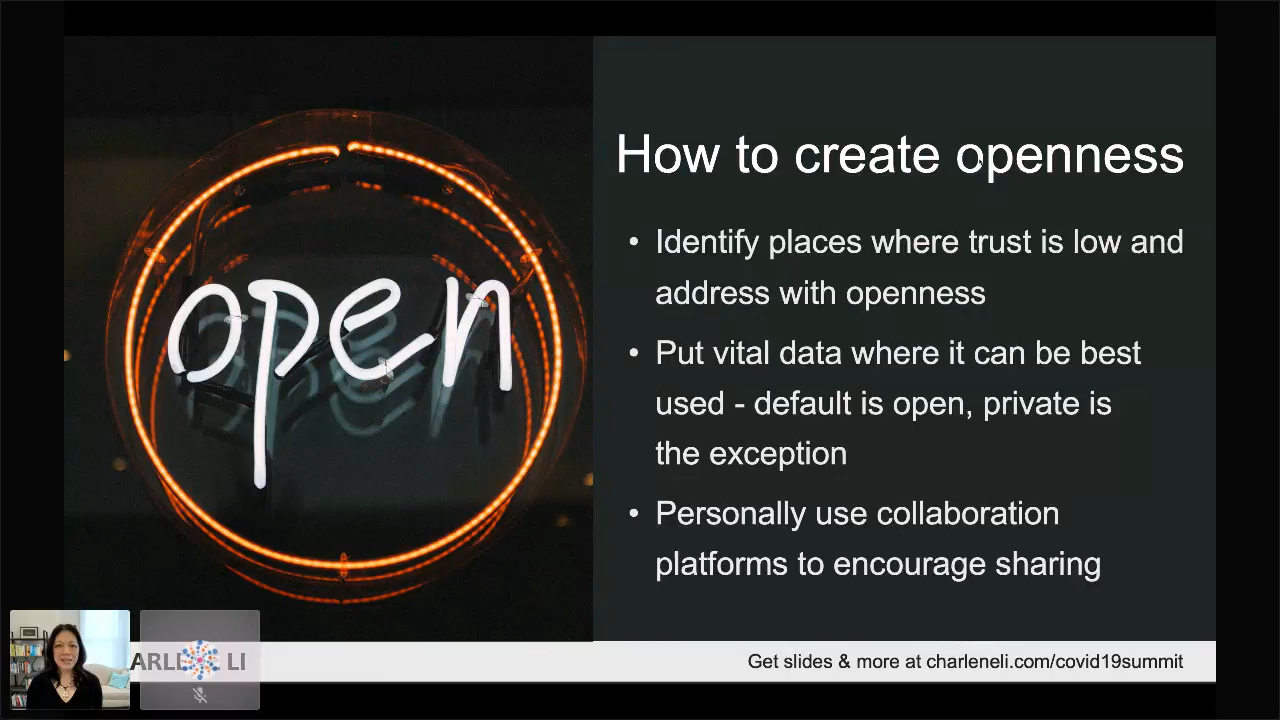 open
How to create openness
• Identify places where trust is low and
address with openness
• Put vital data where it can be best
used - default is open, private is
the exception
• Personally use collaboration
platforms to encourage sharing
ARL LI
Get slides & more at charleneli.com/covid19summit